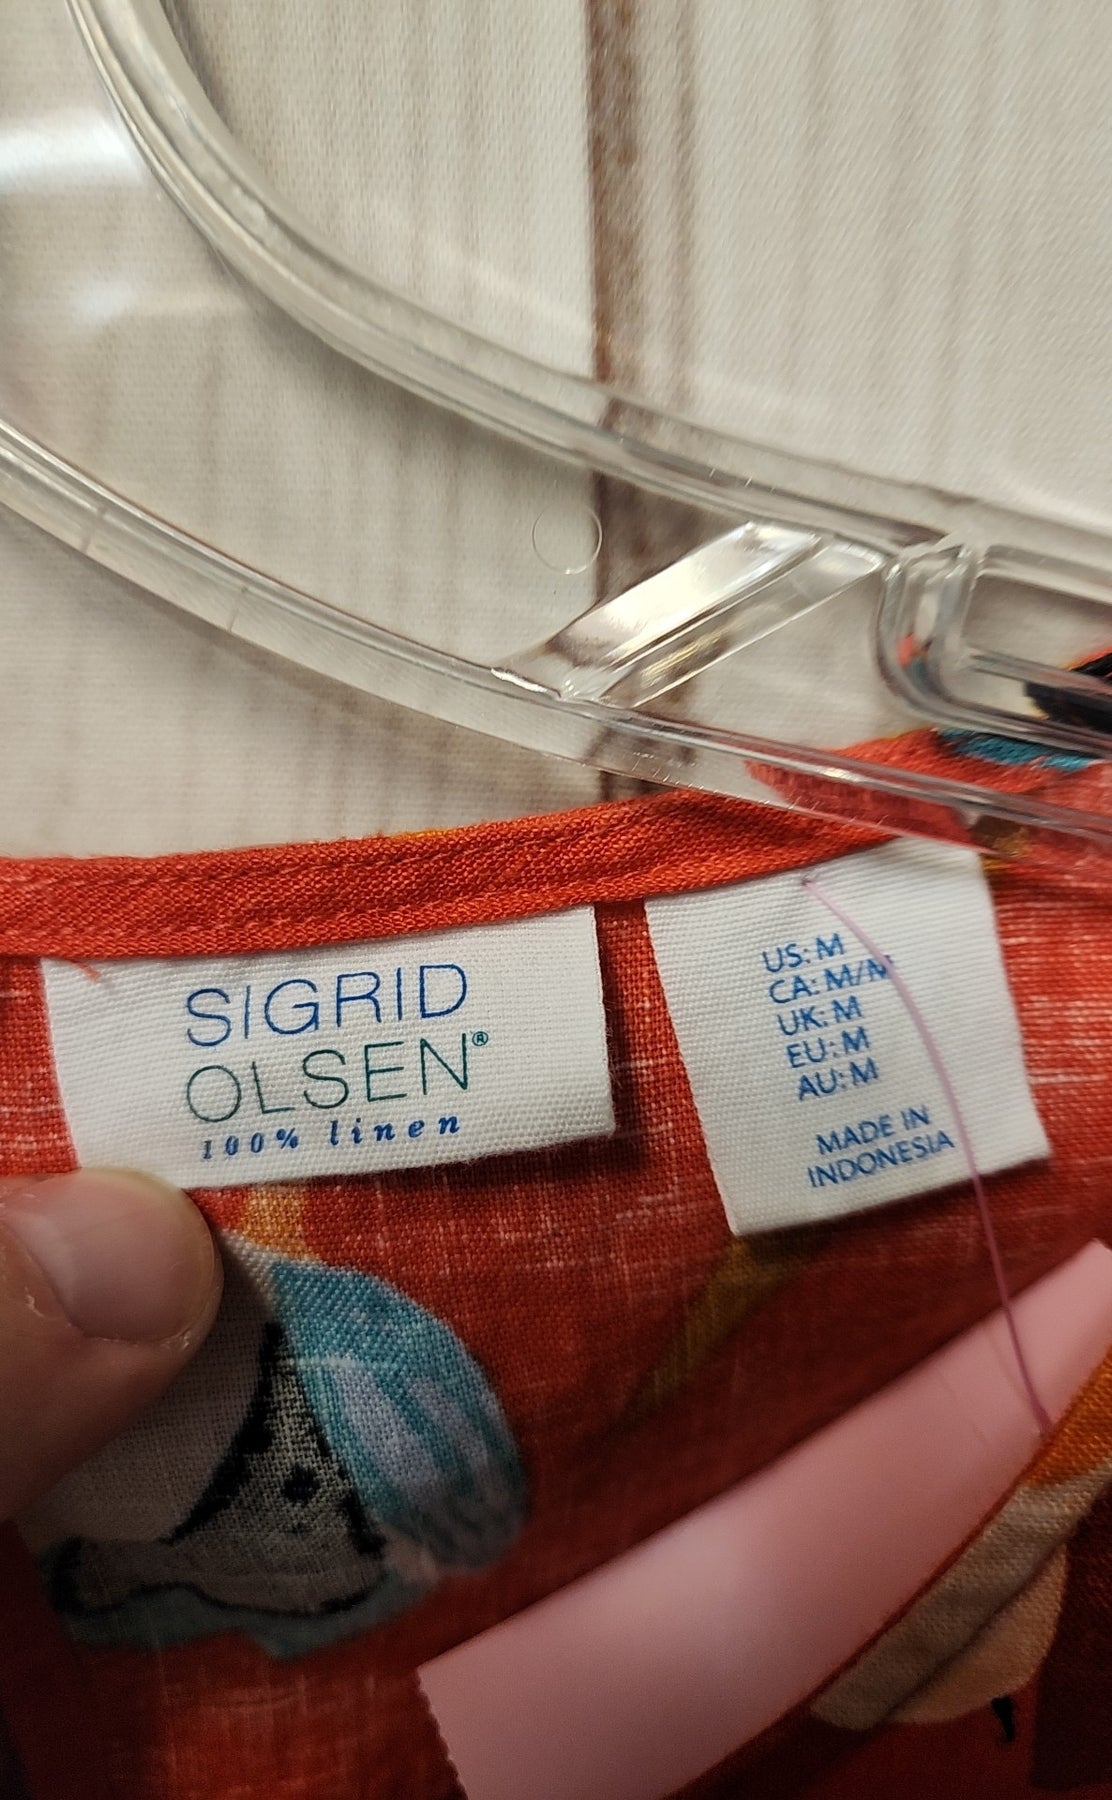 SIGRID
OLSEN®
100% linen
US: M
CA: M/M
UK: M
EU: M
AU: M
MADE IN
INDONESIA